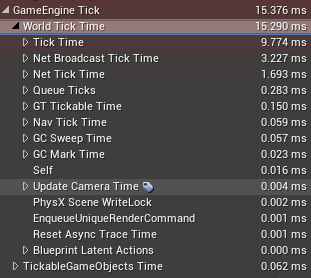 GameEngine Tick 15.376 ms
World Tick Time 15.290 ms
Tick Time 9.774 ms
Net Broadcast Tick Time 3.227 ms
Net Tick Time 1.693 ms
Queue Ticks 0.283 ms
GT Tickable Time 0.150 ms
Nav Tick Time 0.059 ms
GC Sweep Time 0.057 ms
GC Mark Time 0.023 ms
Self 0.016 ms
Update Camera Time 0.004 ms
PhysX Scene WriteLock 0.002 ms
EnqueueUniqueRenderCommand 0.001 ms
Reset Async Trace Time 0.001 ms
Blueprint Latent Actions 0.000 ms
TickableGameObjects Time 0.062 ms